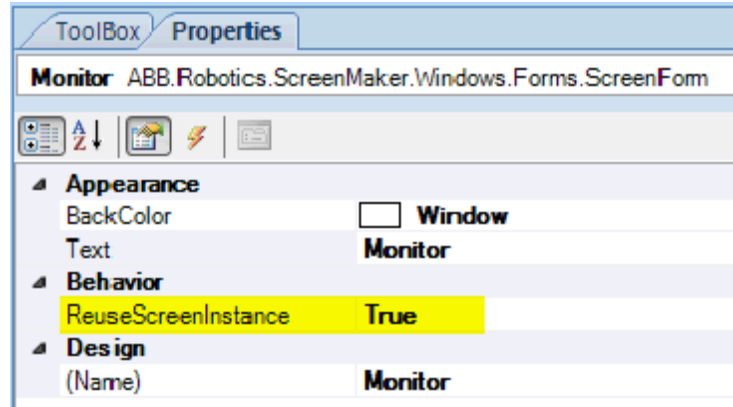 ToolBox Properties
Monitor ABB.Robotics.ScreenMaker.Windows.Forms.ScreenForm
A
Z
Appearance
BackColor Window
Text Monitor
Behavior
ReuseScreenInstance True
Design
(Name) Monitor